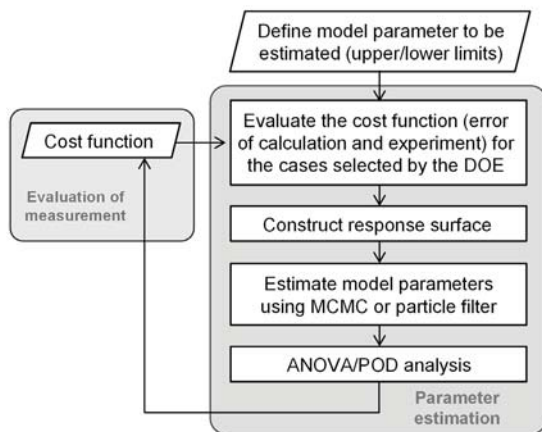 Define model parameter to be
estimated (upper/lower limits)
Cost function
Evaluation of
measurement
Evaluate the cost function (error
of calculation and experiment) for
the cases selected by the DOE
Construct response surface
Estimate model parameters
using MCMC or particle filter
ANOVA/POD analysis
Parameter
estimation